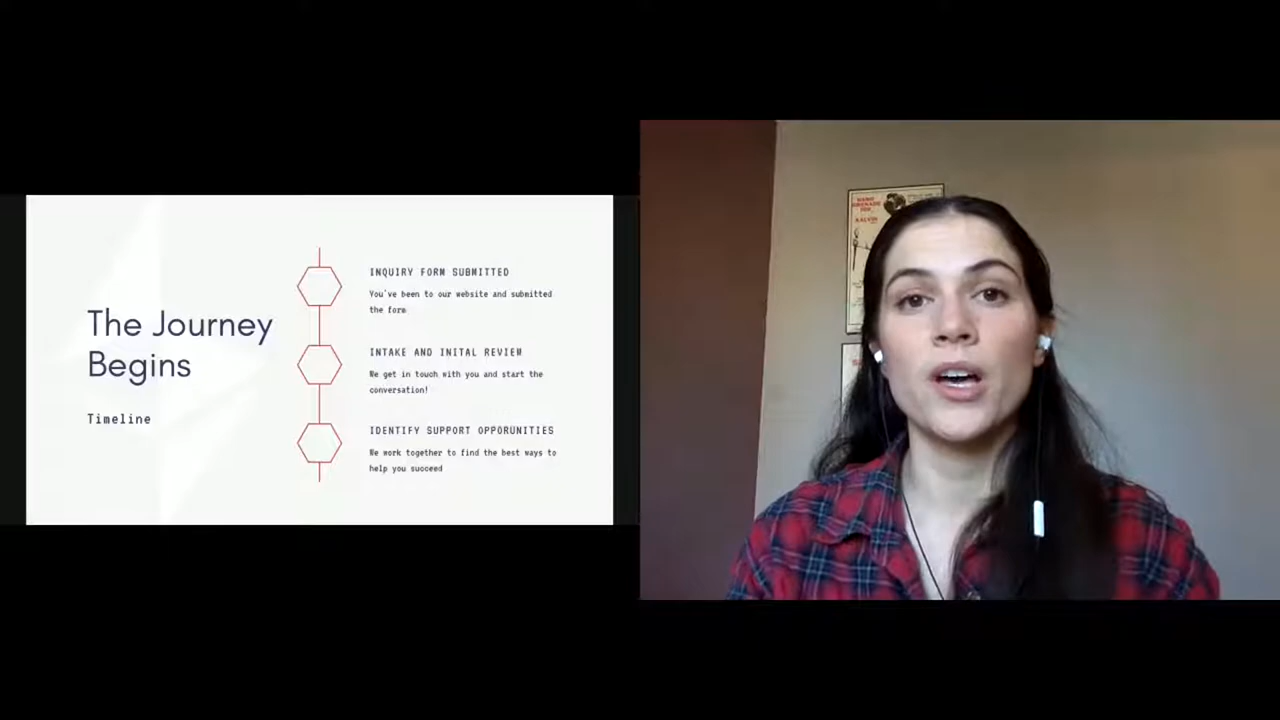 The Journey
Begins
Timeline
INQUIRY FORM SUBMITTED
You've been to our website and submitted
the form
INTAKE AND INITAL REVIEW
We get in touch with you and start the
conversation!
IDENTIFY SUPPORT OPPORUNITIES
We work together to find the best ways to
help you succeed